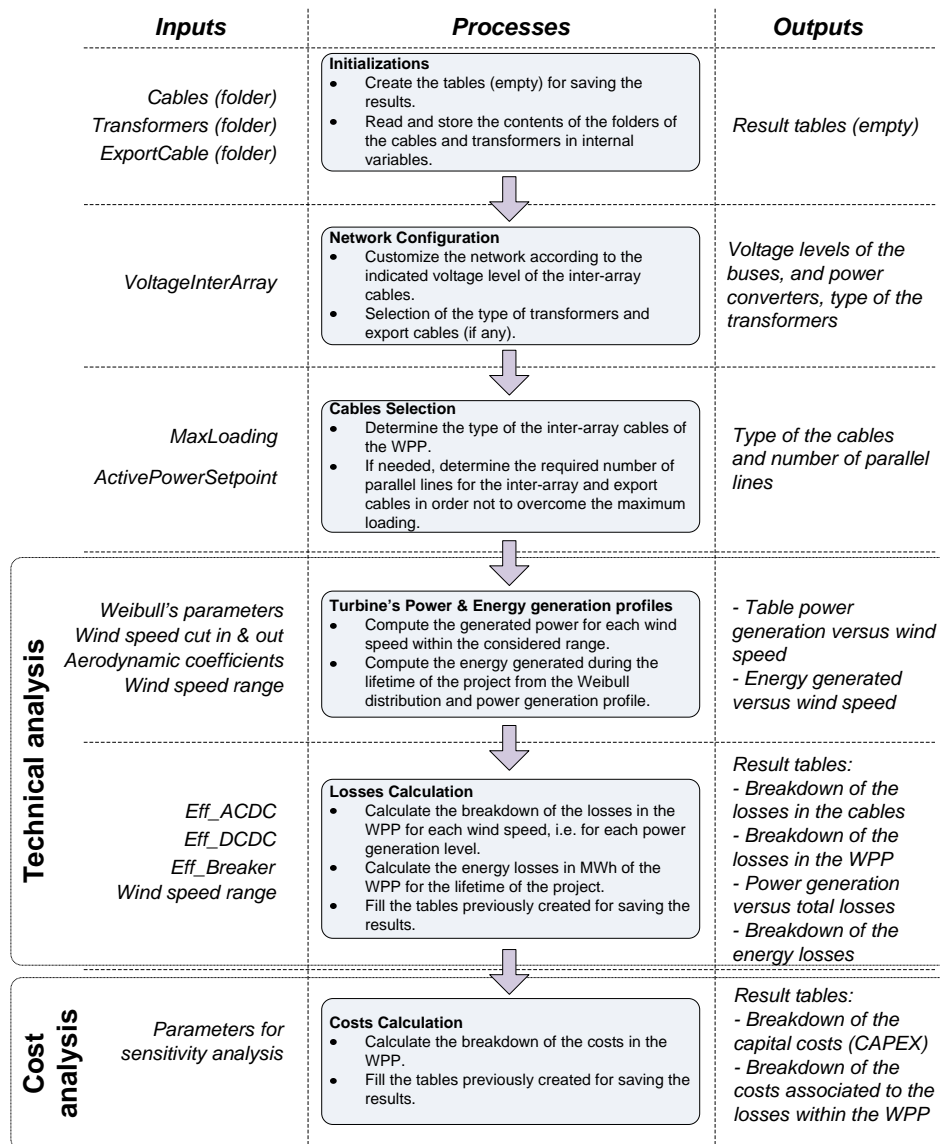 Inputs
Processes
Outputs
Cables (folder)
Transformers (folder)
ExportCable (folder)
Initializations
• Create the tables (empty) for saving the
results.
• Read and store the contents of the folders of
the cables and transformers in internal
variables.
Result tables (empty)
VoltageInterArray
Network Configuration
• Customize the network according to the
indicated voltage level of the inter-array
cables.
• Selection of the type of transformers and
export cables (if any).
Voltage levels of the
buses, and power
converters, type of the
transformers
MaxLoading
ActivePowerSetpoint
Cables Selection
• Determine the type of the inter-array cables of
the WPP.
• If needed, determine the required number of
parallel lines for the inter-array and export
cables in order not to overcome the maximum
loading.
Type of the cables
and number of parallel
lines
Technical analysis
Weibull's parameters
Wind speed cut in & out
Aerodynamic coefficients
Wind speed range
Turbine's Power & Energy generation profiles
• Compute the generated power for each wind
speed within the considered range.
• Compute the energy generated during the
lifetime of the project from the Weibull
distribution and power generation profile.
- Table power
generation versus wind
speed
- Energy generated
versus wind speed
Eff_ACDC
Eff_DCDC
Eff_Breaker
Wind speed range
Losses Calculation
• Calculate the breakdown of the losses in the
WPP for each wind speed, i.e. for each power
generation level.
• Calculate the energy losses in MWh of the
WPP for the lifetime of the project.
• Fill the tables previously created for saving the
results.
Result tables:
- Breakdown of the
losses in the cables
- Breakdown of the
losses in the WPP
- Power generation
versus total losses
- Breakdown of the
energy losses
Cost
analysis
Parameters for
sensitivity analysis
Costs Calculation
• Calculate the breakdown of the costs in the
WPP.
• Fill the tables previously created for saving the
results.
Result tables:
- Breakdown of the
capital costs (CAPEX)
- Breakdown of the
costs associated to the
losses within the WPP